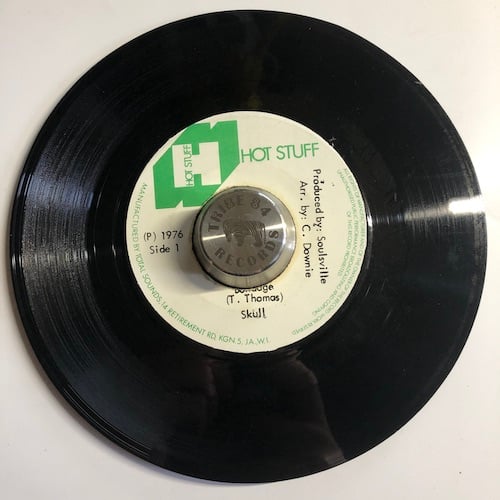 HOT STUFF
HOT STUFF
(P) 1976
Side 1
Produced by: Soulsville
Arr. by: C. Downie
TRIBE 84
RECORDS
Bondage
(T. Thomas)
Skull
MANUFACTURED BY TOTAL SOUNDS 14 RETIREMENT RD, KGN. 5, JA., W.I.